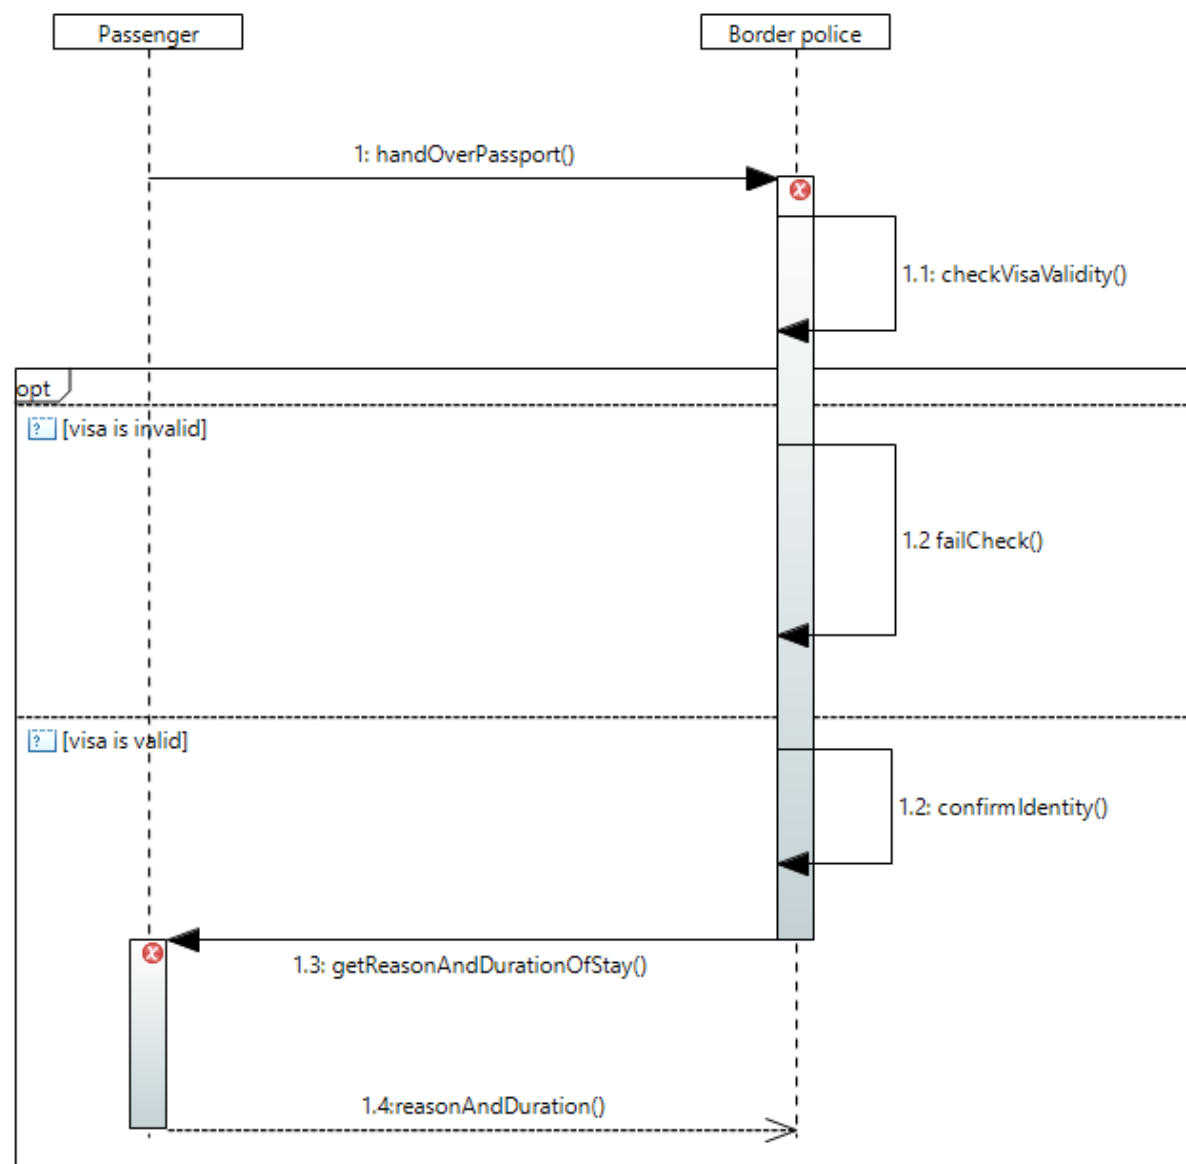 Passenger
Border police
1: handOverPassport()
1.1: checkVisaValidity()
opt
[visa is invalid]
1.2 failCheck()
[visa is valid]
1.2: confirmIdentity()
1.3: getReasonAndDurationOfStay()
1.4:reasonAndDuration()